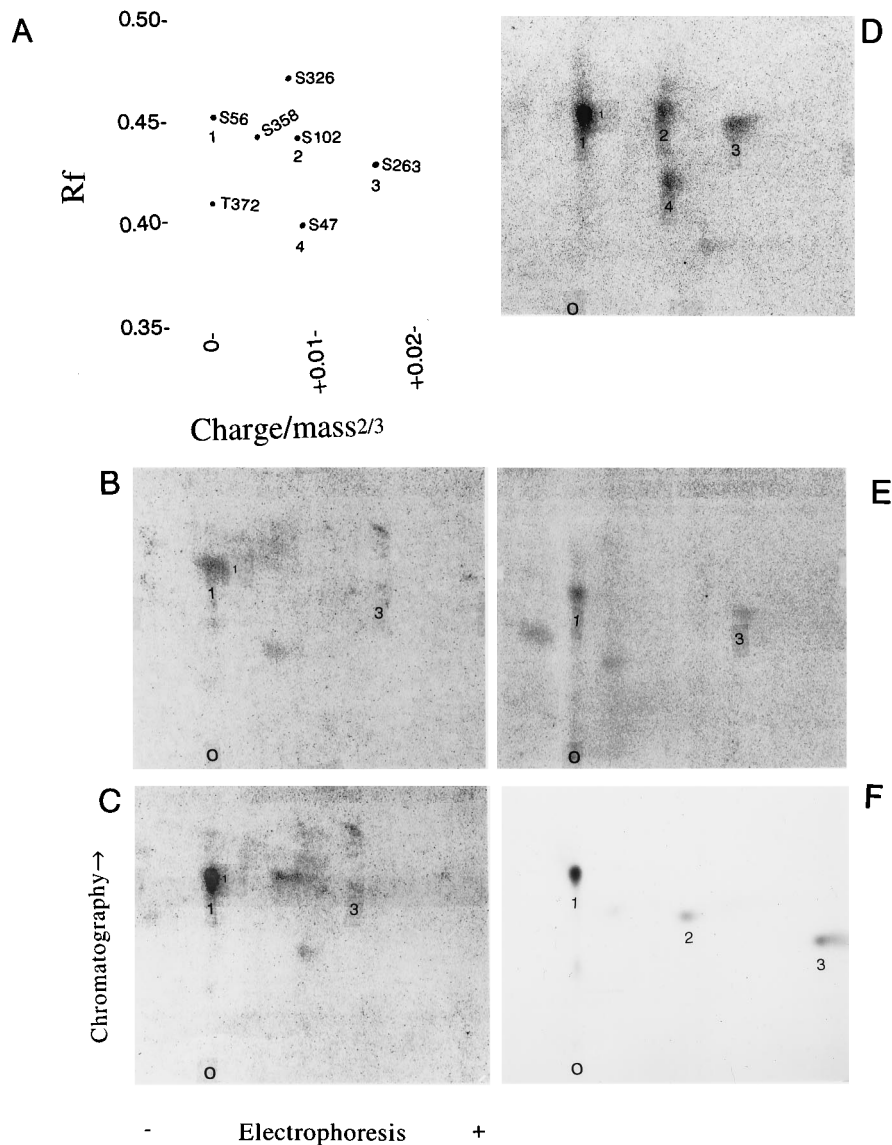 A
0.50-
0.45-
0.40-
0.35-
Rf
S326
S56
1
S358
S102
2
S263
3
T372
S47
4
0-
+0.01-
+0.02-
Charge/mass2/3
D
1
1
2
3
4
O
B
1
1
3
O
E
1
3
O
C
1
1
3
O
F
1
2
3
O
Chromatography→
- Electrophoresis +